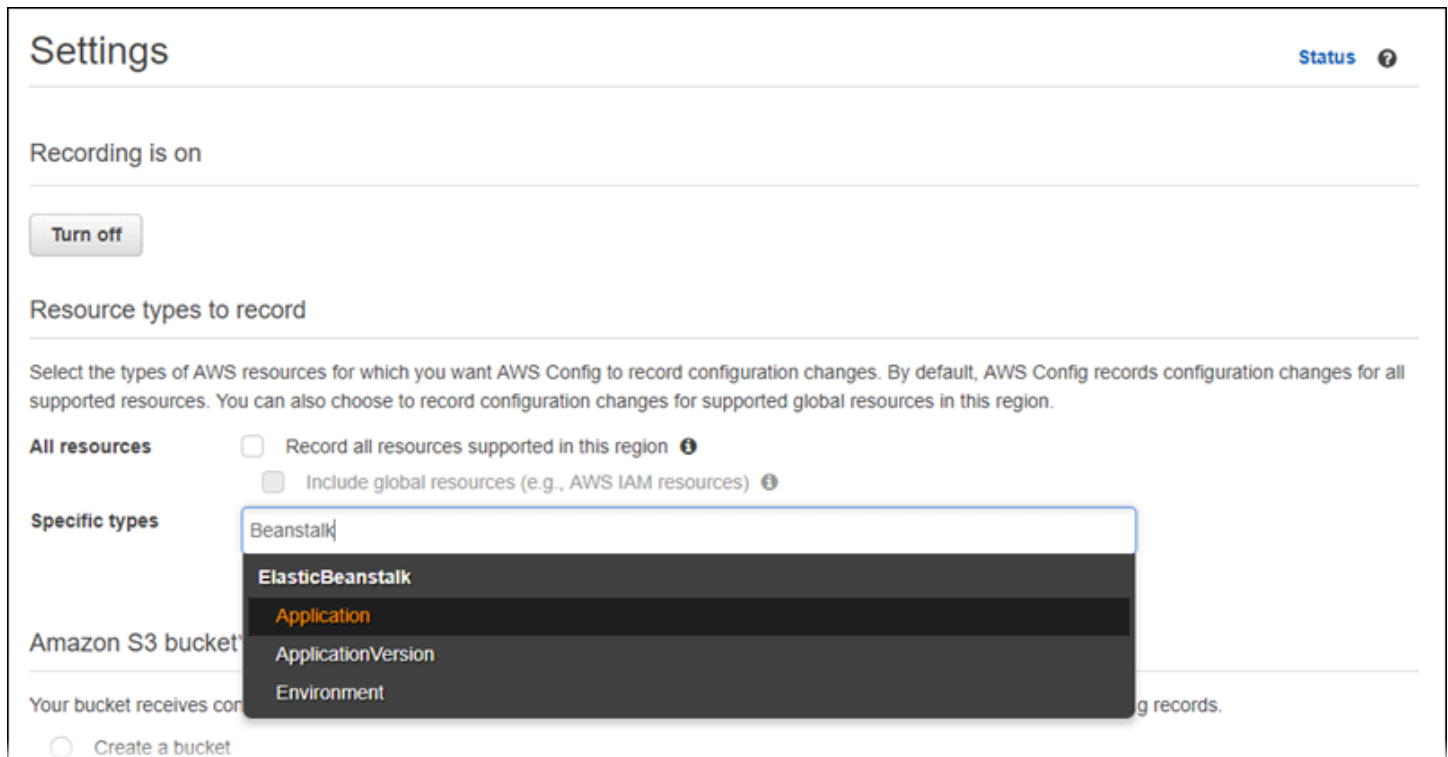 Settings
Status
Recording is on
Turn off
Resource types to record
Select the types of AWS resources for which you want AWS Config to record configuration changes. By default, AWS Config records configuration changes for all
supported resources. You can also choose to record configuration changes for supported global resources in this region.
All resources Record all resources supported in this region
Include global resources (e.g., AWS IAM resources)
Specific types Beanstalk
ElasticBeanstalk
Application
Amazon S3 bucket
ApplicationVersion
Environment
Your bucket receives g records.
Create a bucket